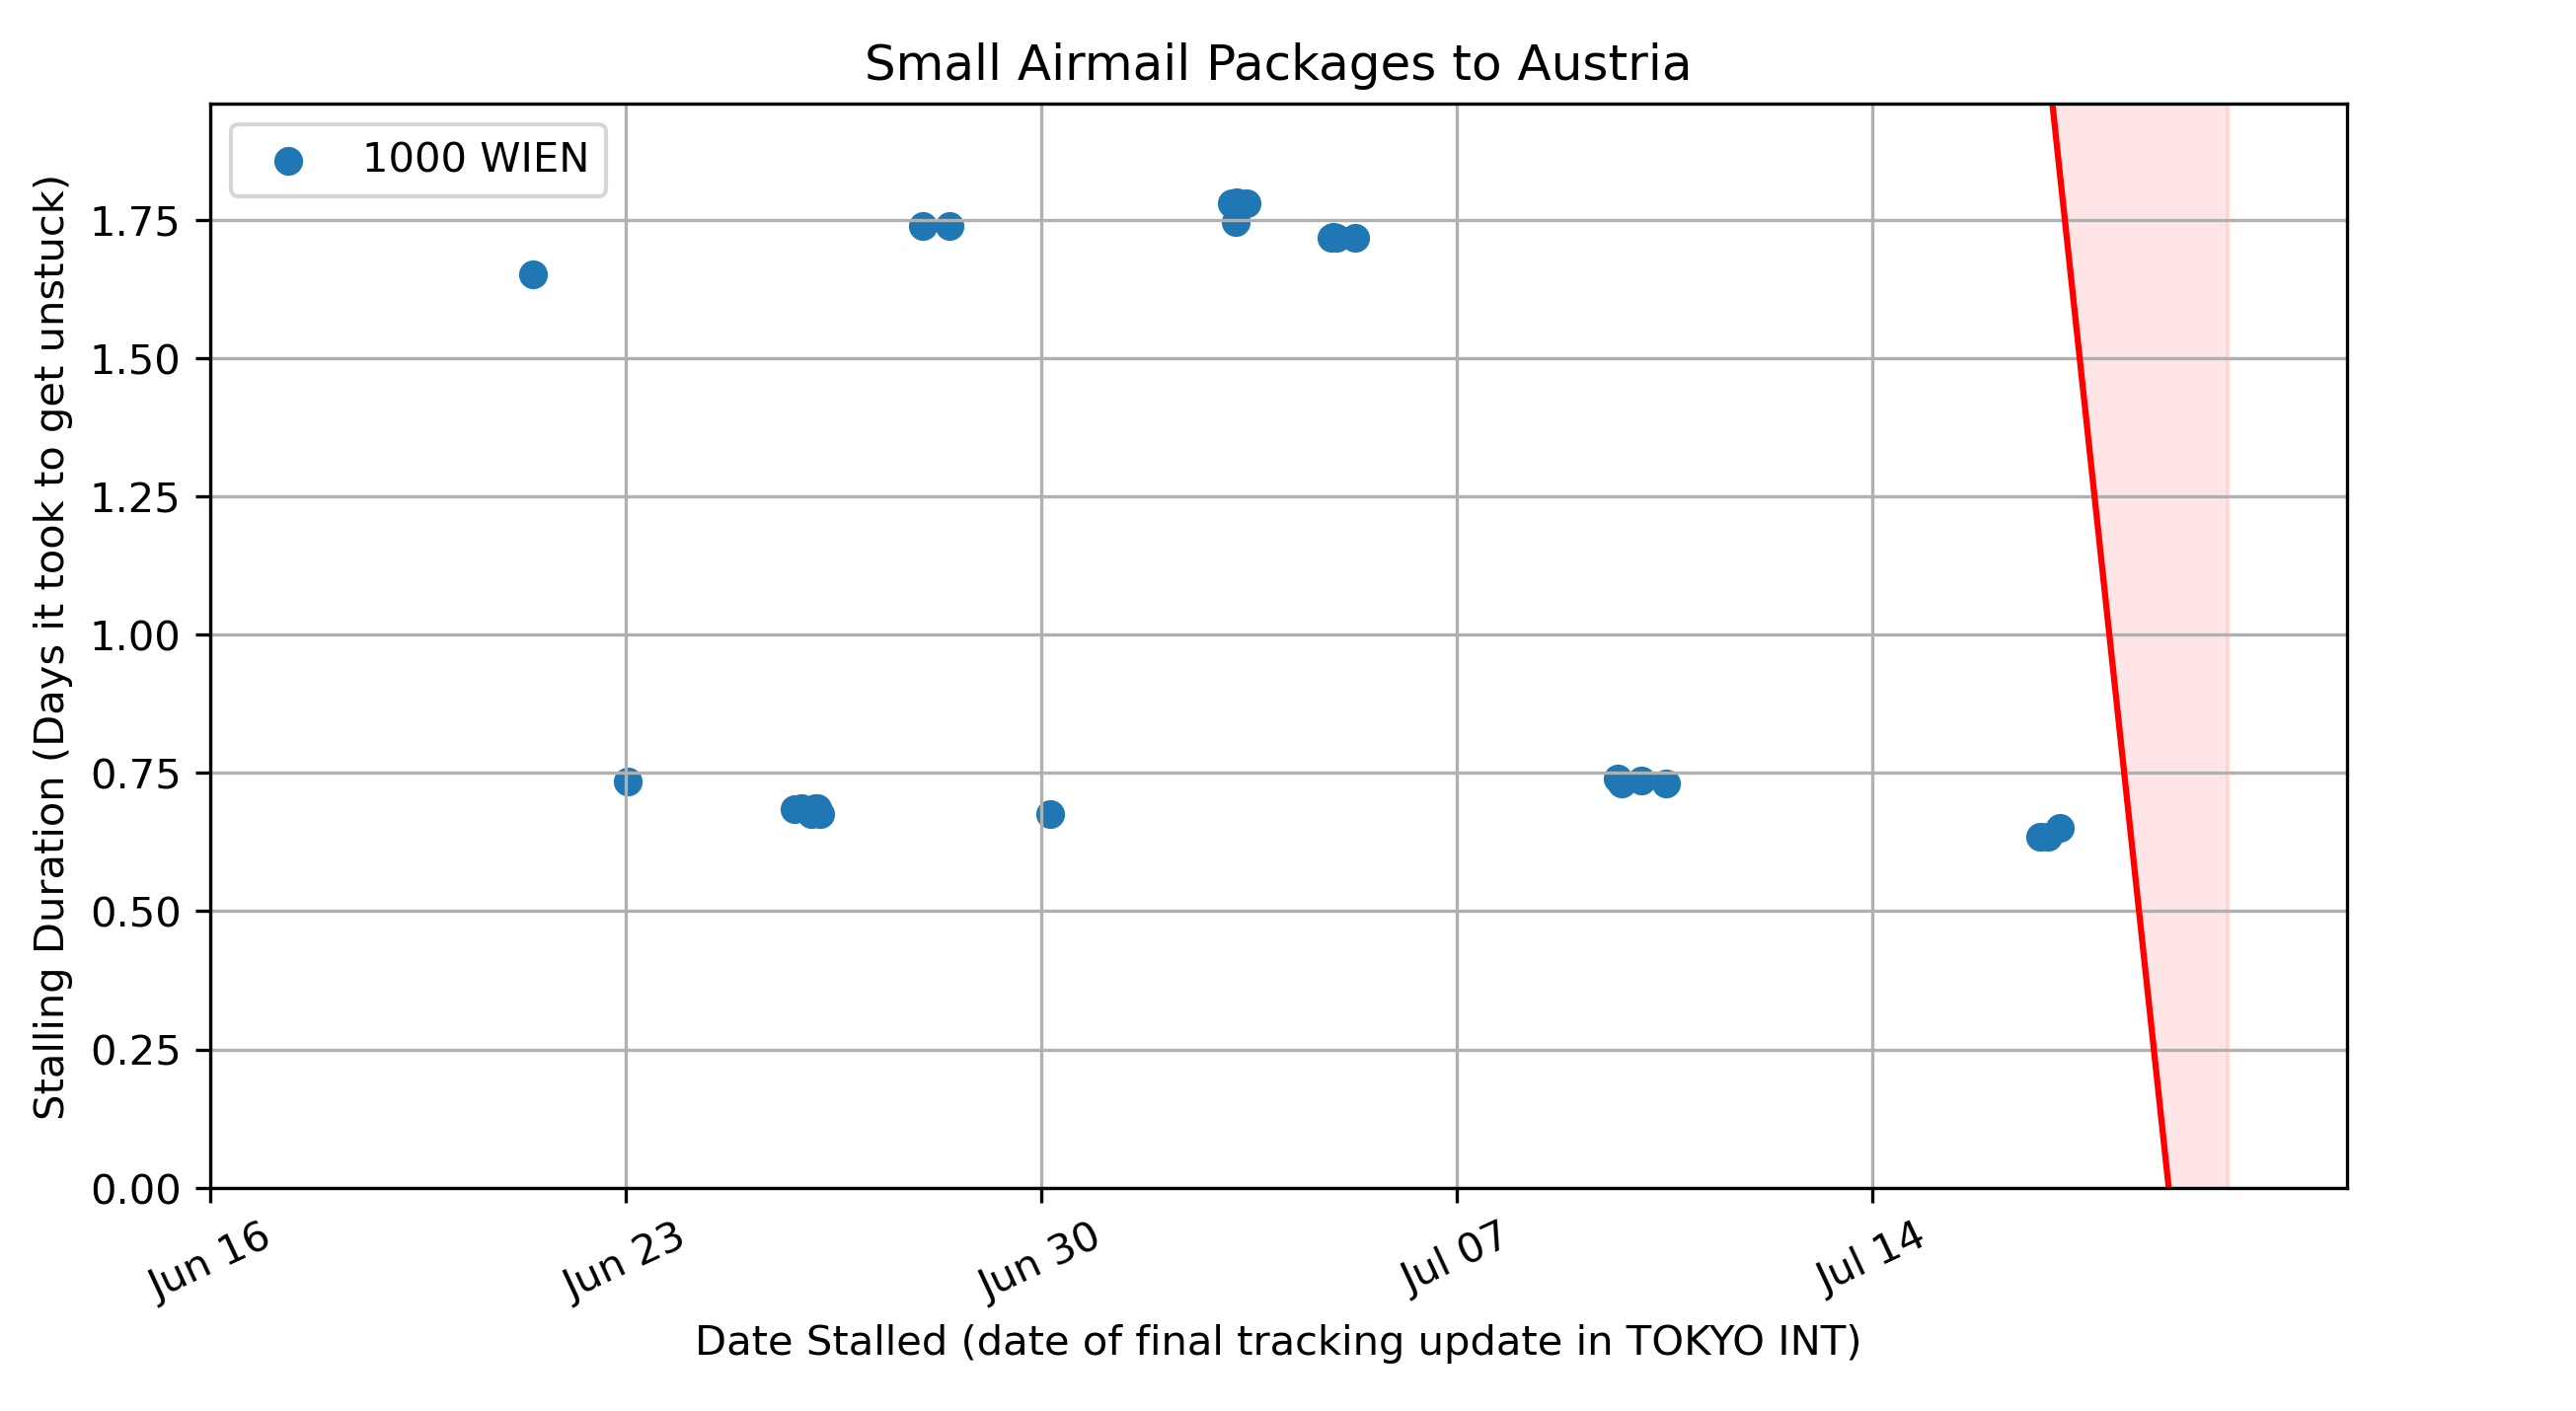 Small Airmail Packages to Austria
1000 WIEN
Stalling Duration (Days it took to get unstuck)
1.75
1.50
1.25
1.00
0.75
0.50
0.25
0.00
Jun 16
Jun 23
Jun 30
Jul 07
Jul 14
Date Stalled (date of final tracking update in TOKYO INT)